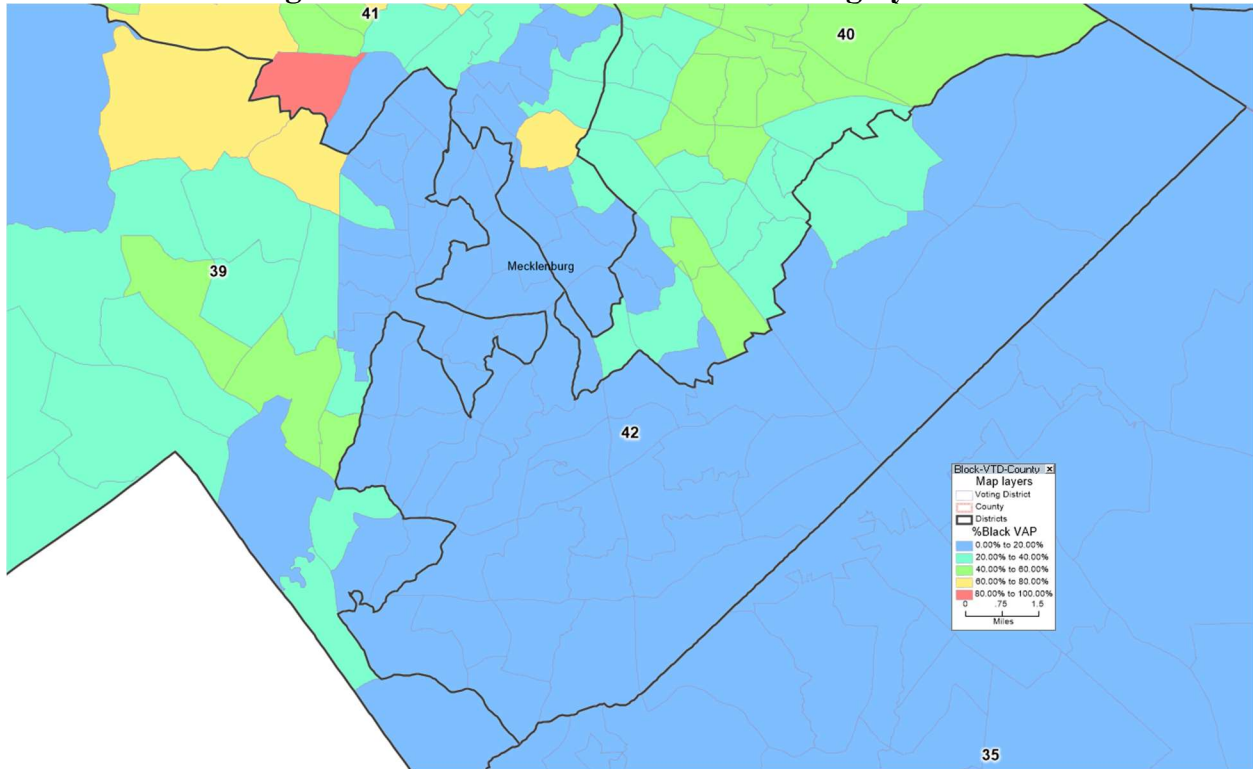 41
40
39
Mecklenburg
42
Block-VTD-County x
Map layers
Voting District
County
Districts
%Black VAP
0.00% to 20.00%
20.00% to 40.00%
40.00% to 60.00%
60.00% to 80.00%
80.00% to 100.00%
0 .75 1.5
Miles
35